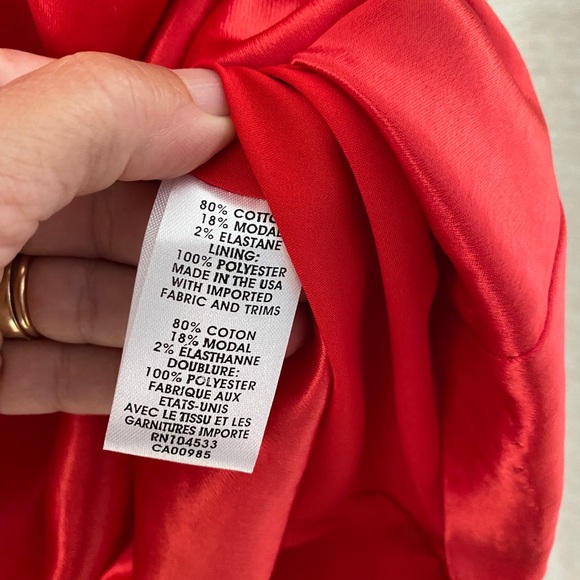 80% COTTO
18% MODAL
2% ELASTANE
LINING:
100% POLYESTER
MADE IN THE USA
WITH IMPORTED
FABRIC AND TRIMS
80% COTON
18% MODAL
2% ÉLASTHANNE
DOUBLURE:
100% POLYESTER
FABRIQUE AUX
ETATS-UNIS
AVEC LE TISSU ET LES
GARNITURES IMPORTE
RN104533
CA00985